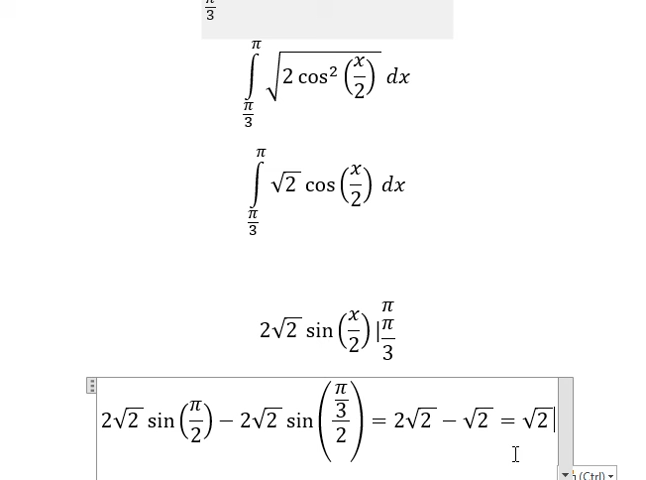 π/3
∫_{π/3}^{π} √(2 cos² (x/2)) dx
∫_{π/3}^{π} √2 cos (x/2) dx
2√2 sin (x/2) |_{π/3}^{π}
2√2 sin (π/2) − 2√2 sin ((π/3)/2) = 2√2 − √2 = √2
(Ctrl)